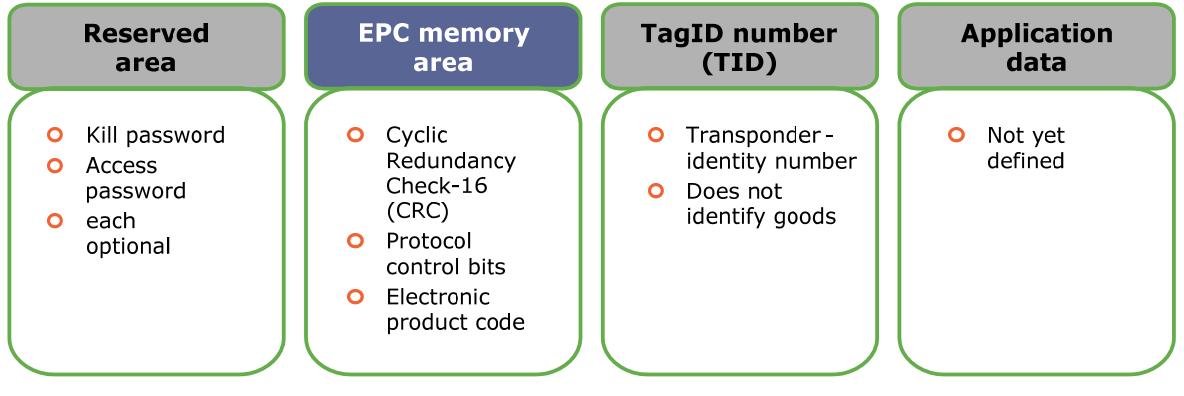 Reserved
area
Kill password
Access
password
each
optional
EPC memory
area
Cyclic
Redundancy
Check-16
(CRC)
Protocol
control bits
Electronic
product code
TagID number
(TID)
Transponder-
identity number
Does not
identify goods
Application
data
Not yet
defined